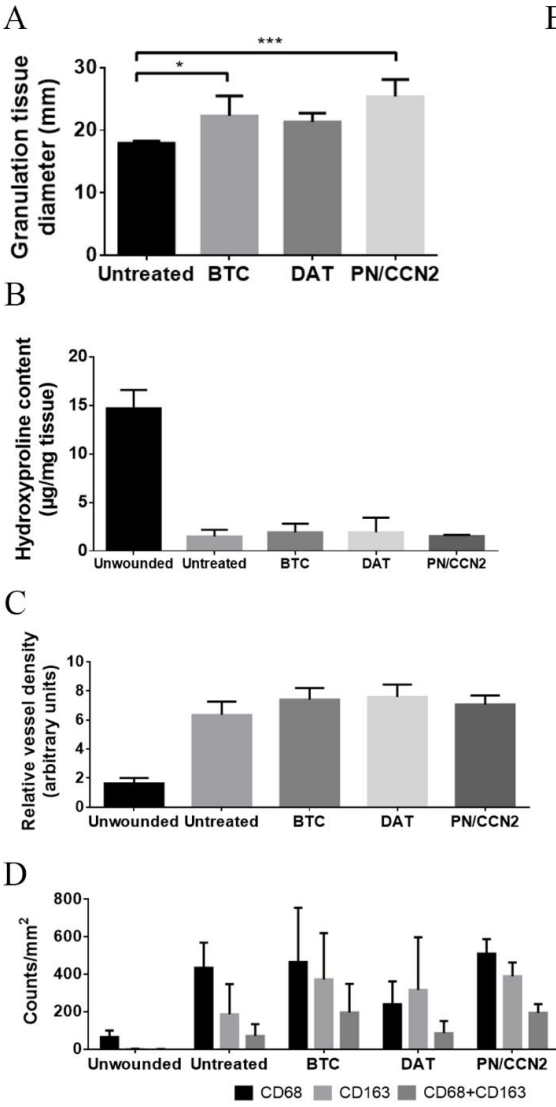 A
E
***
*
Granulation tissue
diameter (mm)
30
20
10
0
Untreated BTC DAT PN/CCN2
B
Hydroxyproline content
(µg/mg tissue)
20
15
10
5
0
Unwounded Untreated BTC DAT PN/CCN2
C
Relative vessel density
(arbitrary units)
10
8
6
4
2
0
Unwounded Untreated BTC DAT PN/CCN2
D
Counts/mm²
800
600
400
200
0
Unwounded Untreated BTC DAT PN/CCN2
CD68 CD163 CD68+CD163